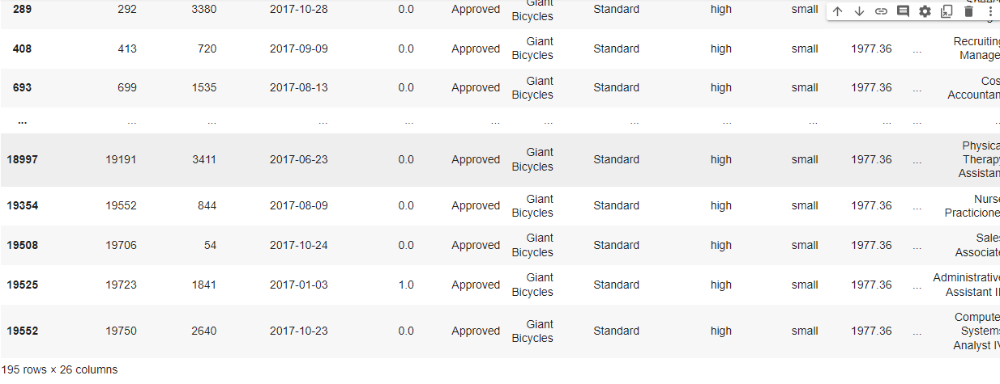 Giant
289 292 3380 2017-10-28 0.0 Approved Bicycles Standard high small
408 413 720 2017-09-09 0.0 Approved Giant Bicycles Standard high small 1977.36 ... Recruiting Manage
693 699 1535 2017-08-13 0.0 Approved Giant Bicycles Standard high small 1977.36 ... Cos Accountan
... ... ... ... ... ... ... ... ... ... ... ... ..
18997 19191 3411 2017-06-23 0.0 Approved Giant Bicycles Standard high small 1977.36 ... Physica Therapy Assistan
19354 19552 844 2017-08-09 0.0 Approved Giant Bicycles Standard high small 1977.36 ... Nurse Practicione
19508 19706 54 2017-10-24 0.0 Approved Giant Bicycles Standard high small 1977.36 ... Sales Associate
19525 19723 1841 2017-01-03 1.0 Approved Giant Bicycles Standard high small 1977.36 ... Administrative Assistant II
19552 19750 2640 2017-10-23 0.0 Approved Giant Bicycles Standard high small 1977.36 ... Compute Systems Analyst IV
195 rows × 26 columns